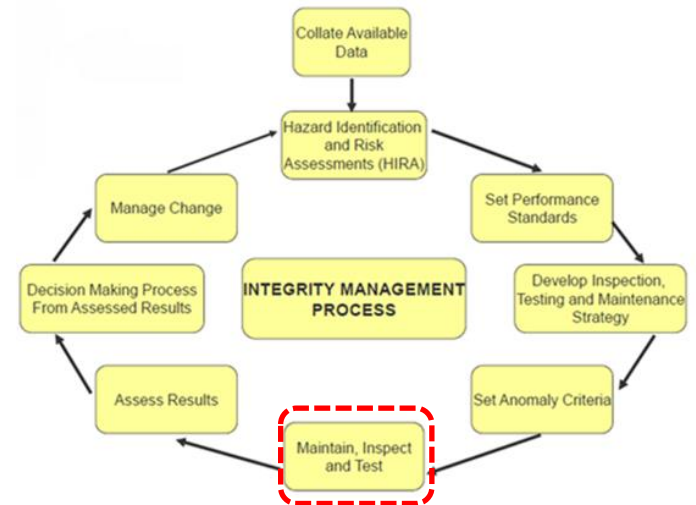 Collate Available
Data
Hazard Identification
and Risk
Assessments (HIRA)
Set Performance
Standards
Develop Inspection,
Testing and Maintenance
Strategy
Set Anomaly Criteria
Maintain, Inspect
and Test
Assess Results
Decision Making Process
From Assessed Results
Manage Change
INTEGRITY MANAGEMENT
PROCESS